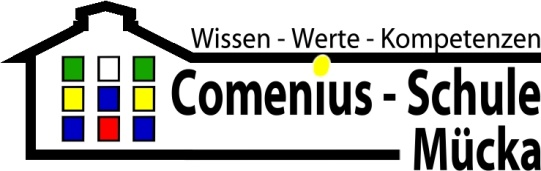 Wissen - Werte - Kompetenzen
Comenius - Schule
Mücka